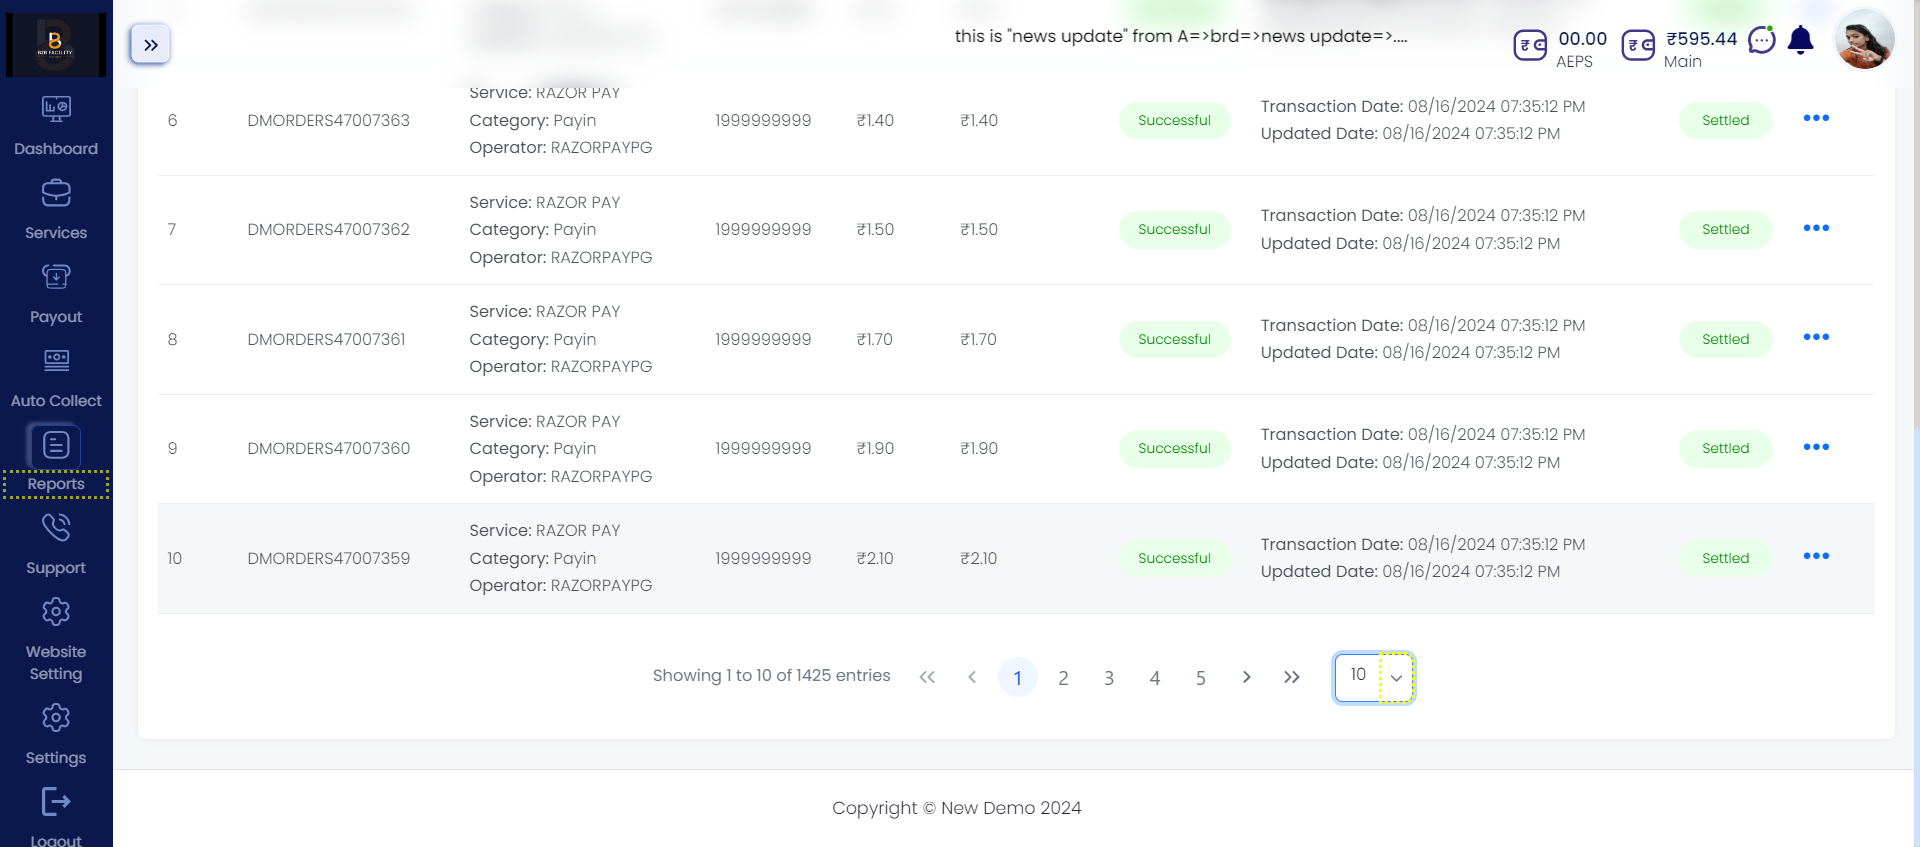 B2B FACILITY
this is "news update" from A=>brd=>news update=>....
00.00
AEPS
₹595.44
Main
Dashboard
Services
Payout
Auto Collect
Reports
Support
Website
Setting
Settings
Logout
6 DMORDERS47007363 Service: RAZOR PAY
Category: Payin
Operator: RAZORPAYPG 1999999999 ₹1.40 ₹1.40 Successful Transaction Date: 08/16/2024 07:35:12 PM
Updated Date: 08/16/2024 07:35:12 PM Settled
7 DMORDERS47007362 Service: RAZOR PAY
Category: Payin
Operator: RAZORPAYPG 1999999999 ₹1.50 ₹1.50 Successful Transaction Date: 08/16/2024 07:35:12 PM
Updated Date: 08/16/2024 07:35:12 PM Settled
8 DMORDERS47007361 Service: RAZOR PAY
Category: Payin
Operator: RAZORPAYPG 1999999999 ₹1.70 ₹1.70 Successful Transaction Date: 08/16/2024 07:35:12 PM
Updated Date: 08/16/2024 07:35:12 PM Settled
9 DMORDERS47007360 Service: RAZOR PAY
Category: Payin
Operator: RAZORPAYPG 1999999999 ₹1.90 ₹1.90 Successful Transaction Date: 08/16/2024 07:35:12 PM
Updated Date: 08/16/2024 07:35:12 PM Settled
10 DMORDERS47007359 Service: RAZOR PAY
Category: Payin
Operator: RAZORPAYPG 1999999999 ₹2.10 ₹2.10 Successful Transaction Date: 08/16/2024 07:35:12 PM
Updated Date: 08/16/2024 07:35:12 PM Settled
Showing 1 to 10 of 1425 entries 1 2 3 4 5 10
Copyright © New Demo 2024